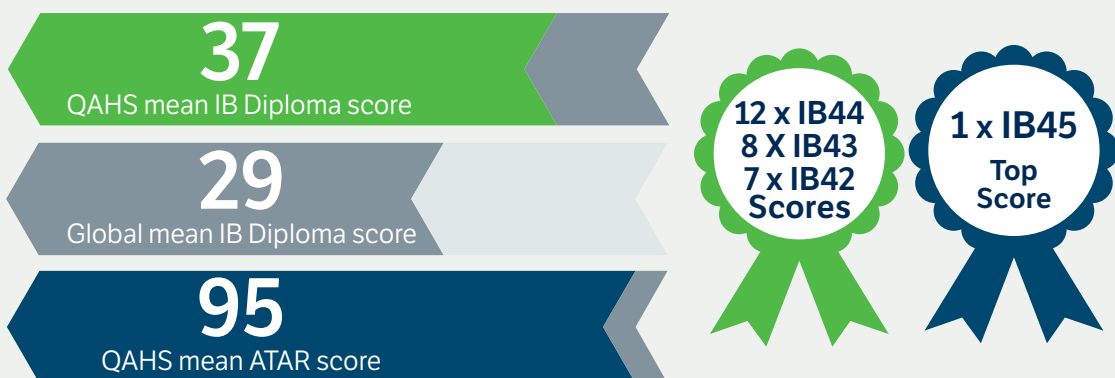 37
QAHS mean IB Diploma score
29
Global mean IB Diploma score
95
QAHS mean ATAR score
12 x IB44
8 X IB43
7 x IB42
Scores
1 x IB45
Top
Score